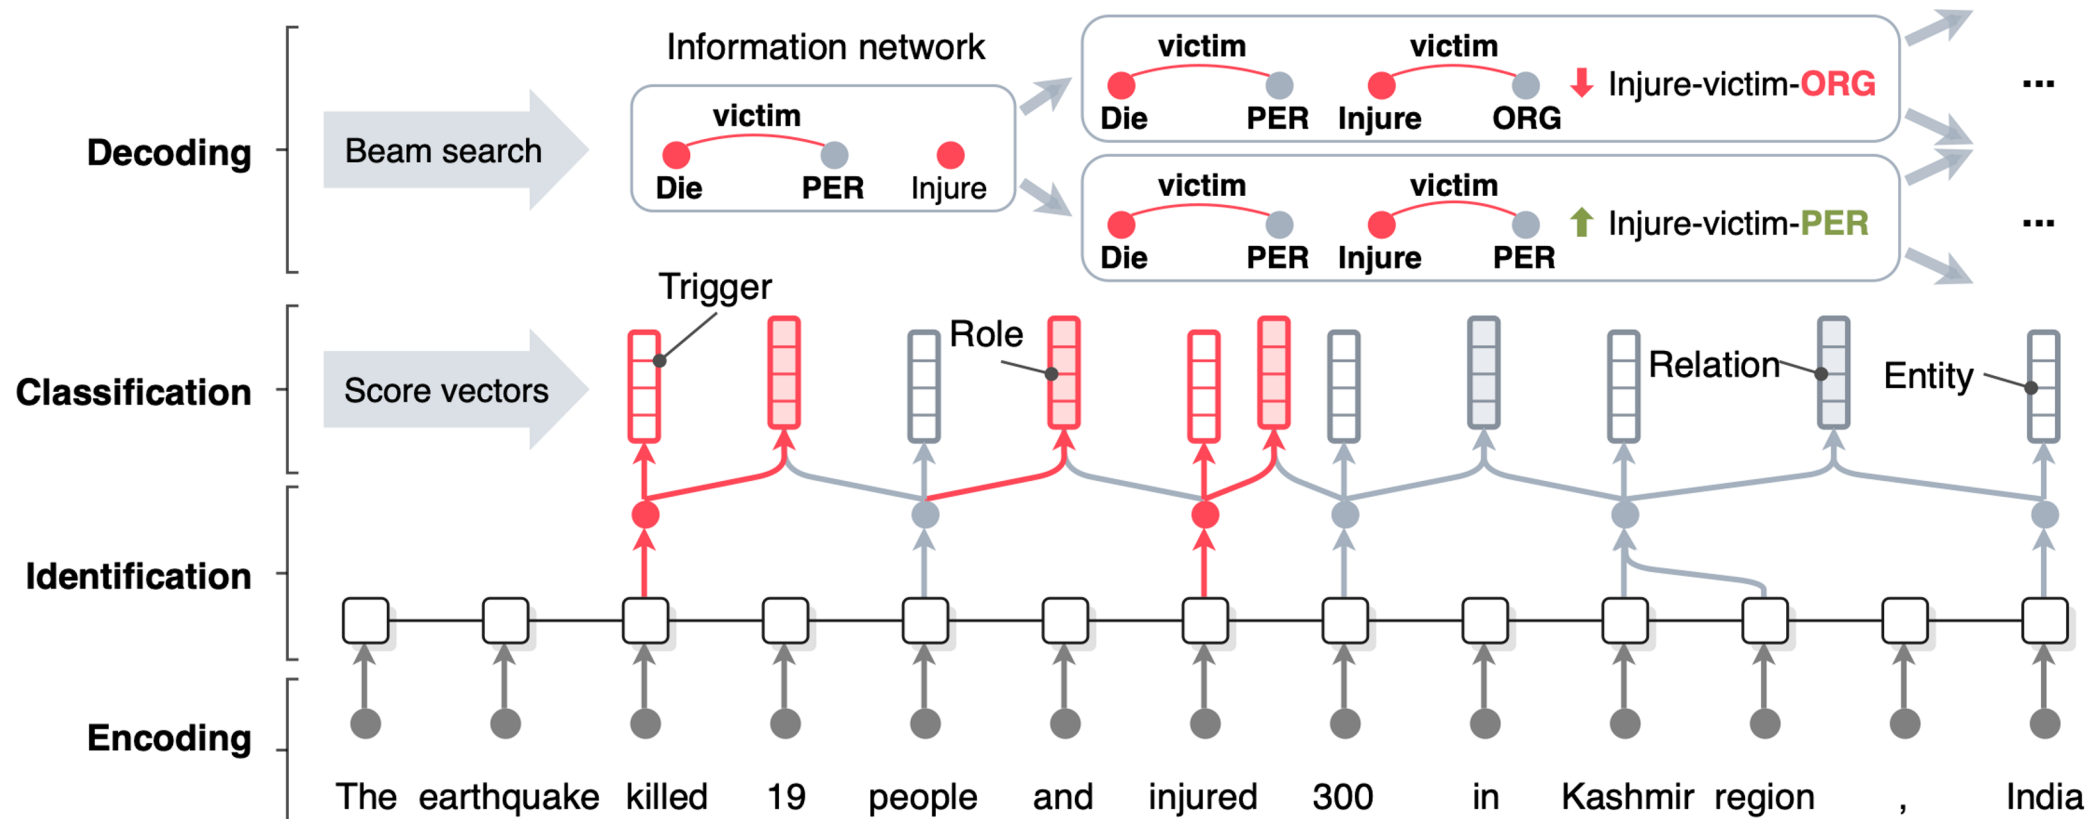 Information network
Decoding
Beam search
victim
Die PER Injure
victim victim
Die PER Injure ORG
Injure-victim-ORG
...
victim victim
Die PER Injure PER
Injure-victim-PER
...
Classification
Score vectors
Trigger
Role
Relation
Entity
Identification
Encoding
The earthquake killed 19 people and injured 300 in Kashmir region , India